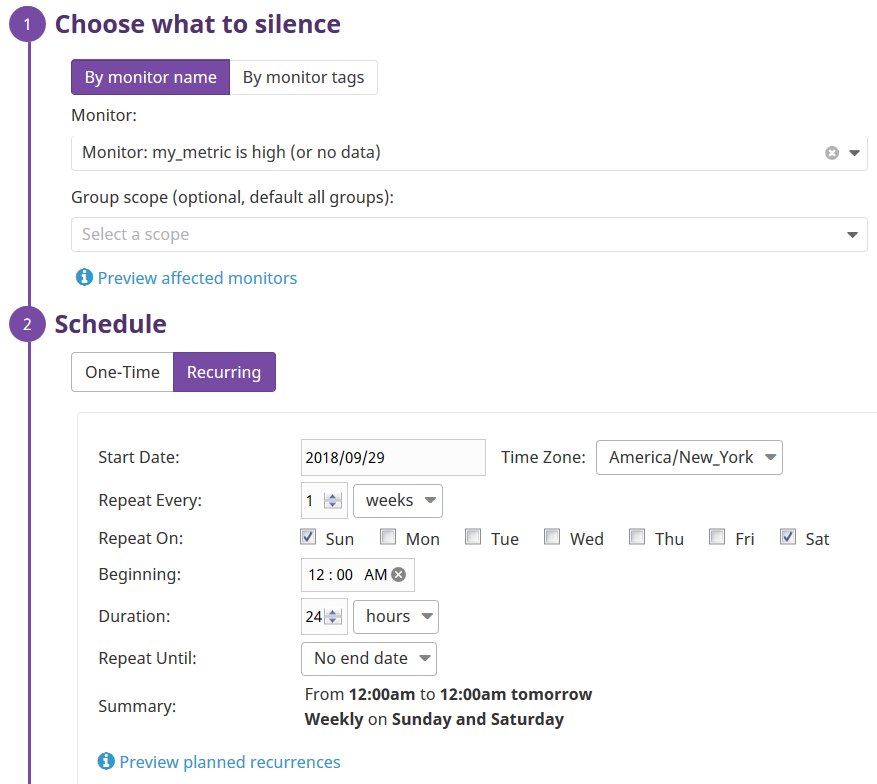 1 Choose what to silence
By monitor name By monitor tags
Monitor:
Monitor: my_metric is high (or no data)
Group scope (optional, default all groups):
Select a scope
Preview affected monitors
2 Schedule
One-Time Recurring
Start Date: 2018/09/29 Time Zone: America/New_York
Repeat Every: 1 weeks
Repeat On: Sun Mon Tue Wed Thu Fri Sat
Beginning: 12 : 00 AM
Duration: 24 hours
Repeat Until: No end date
Summary: From 12:00am to 12:00am tomorrow
Weekly on Sunday and Saturday
Preview planned recurrences